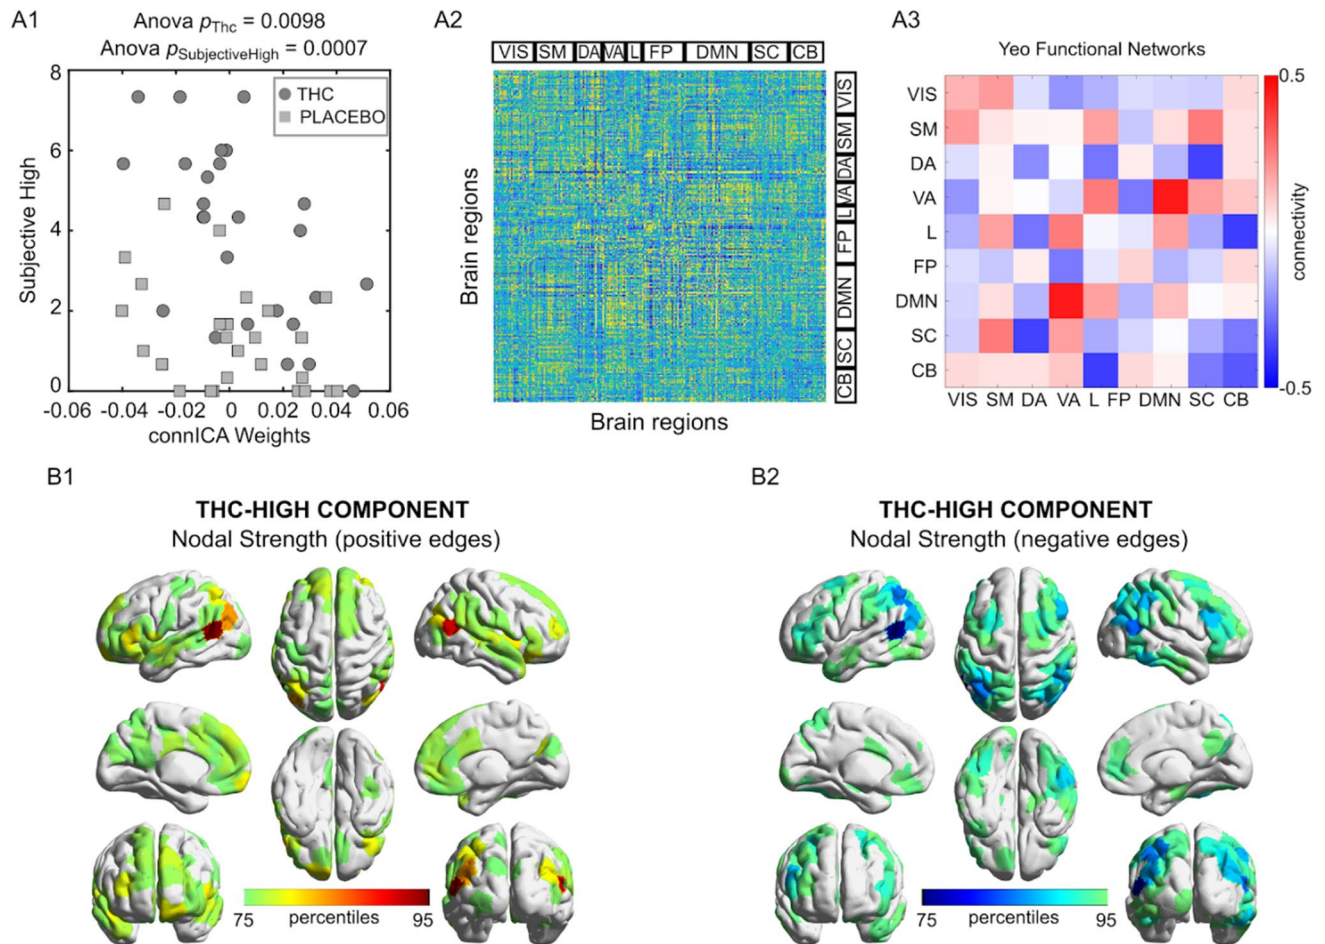 A1
Anova pThc = 0.0098
Anova pSubjectiveHigh = 0.0007
8
6
4
2
0
Subjective High
THC
PLACEBO
-0.06 -0.04 -0.02 0 0.02 0.04 0.06
connICA Weights
A2
VIS SM DA VA L FP DMN SC CB
VIS
SM
DA
VA
L
FP
DMN
SC
CB
Brain regions
Brain regions
A3
Yeo Functional Networks
VIS
SM
DA
VA
L
FP
DMN
SC
CB
VIS SM DA VA L FP DMN SC CB
0.5
connectivity
-0.5
B1
THC-HIGH COMPONENT
Nodal Strength (positive edges)
75 percentiles 95
B2
THC-HIGH COMPONENT
Nodal Strength (negative edges)
75 percentiles 95